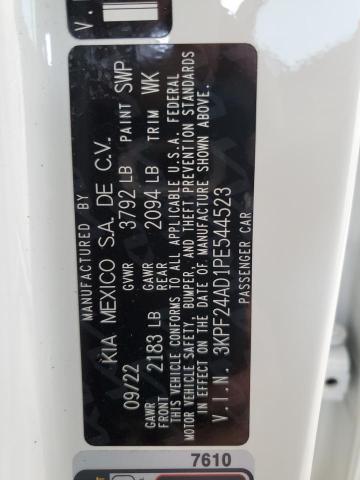 V.
MANUFACTURED BY
KIA MEXICO S.A. DE C.V.
09/22 GVWR 3792 LB PAINT SWP
GAWR FRONT 2183 LB GAWR REAR 2094 LB TRIM WK
THIS VEHICLE CONFORMS TO ALL APPLICABLE U.S.A. FEDERAL
MOTOR VEHICLE SAFETY, BUMPER, AND THEFT PREVENTION STANDARDS
IN EFFECT ON THE DATE OF MANUFACTURE SHOWN ABOVE.
V.I.N. 3KPF24AD1PE544523
PASSENGER CAR
7610